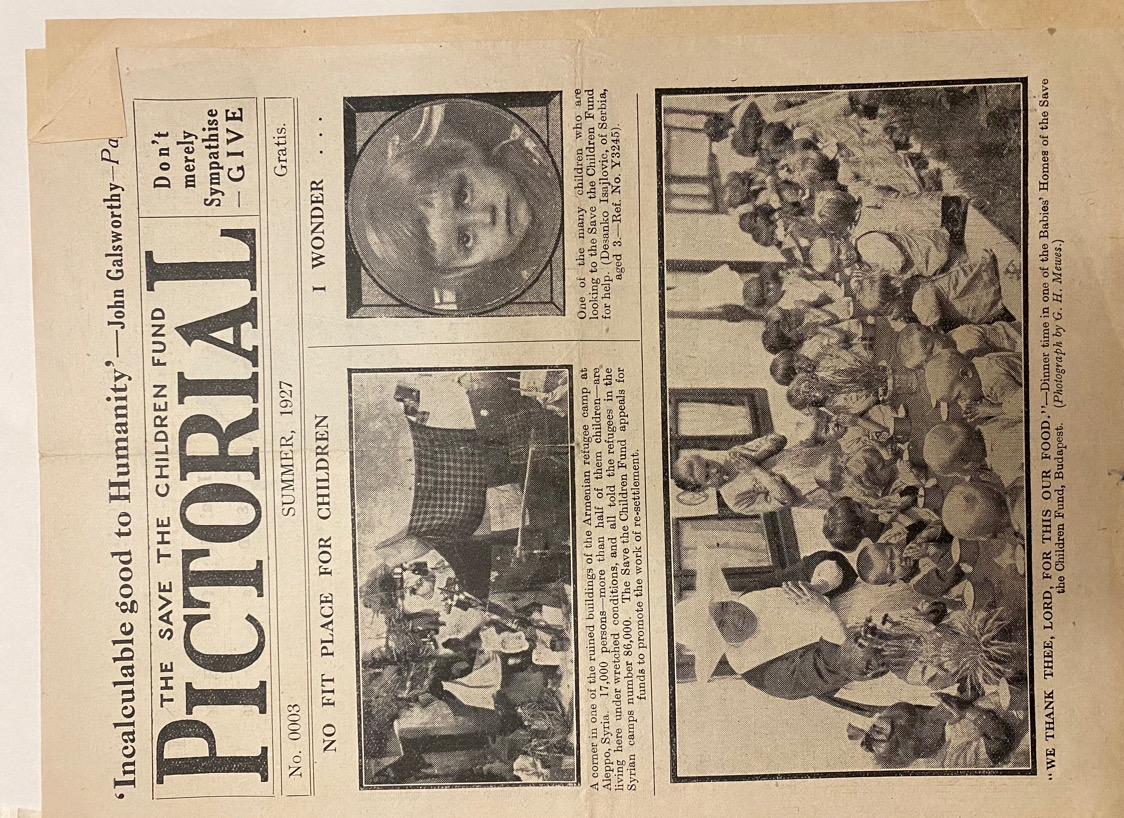 'Incalculable good to Humanity'—John Galsworthy—Pa
THE SAVE THE CHILDREN FUND
PICTORIAL
Don't
merely
Sympathise
—GIVE
No. 0003
SUMMER, 1927
Gratis.
NO FIT PLACE FOR CHILDREN
A corner in one of the ruined buildings of the Armenian refugee camp at
Aleppo, Syria. 17,000 persons—more than half of them children—are
living here under wretched conditions, and all told the refugees in the
Syrian camps number 86,000. The Save the Children Fund appeals for
funds to promote the work of re-settlement.
I WONDER . . . .
One of the many children who are
looking to the Save the Children Fund
for help. (Desanko Isajlovic, of Serbia,
aged 3.—Ref. No. Y3245).
"WE THANK THEE, LORD, FOR THIS OUR FOOD."—Dinner time in one of the Babies' Homes of the Save
the Children Fund, Budapest. (Photograph by G. H. Mewes.)